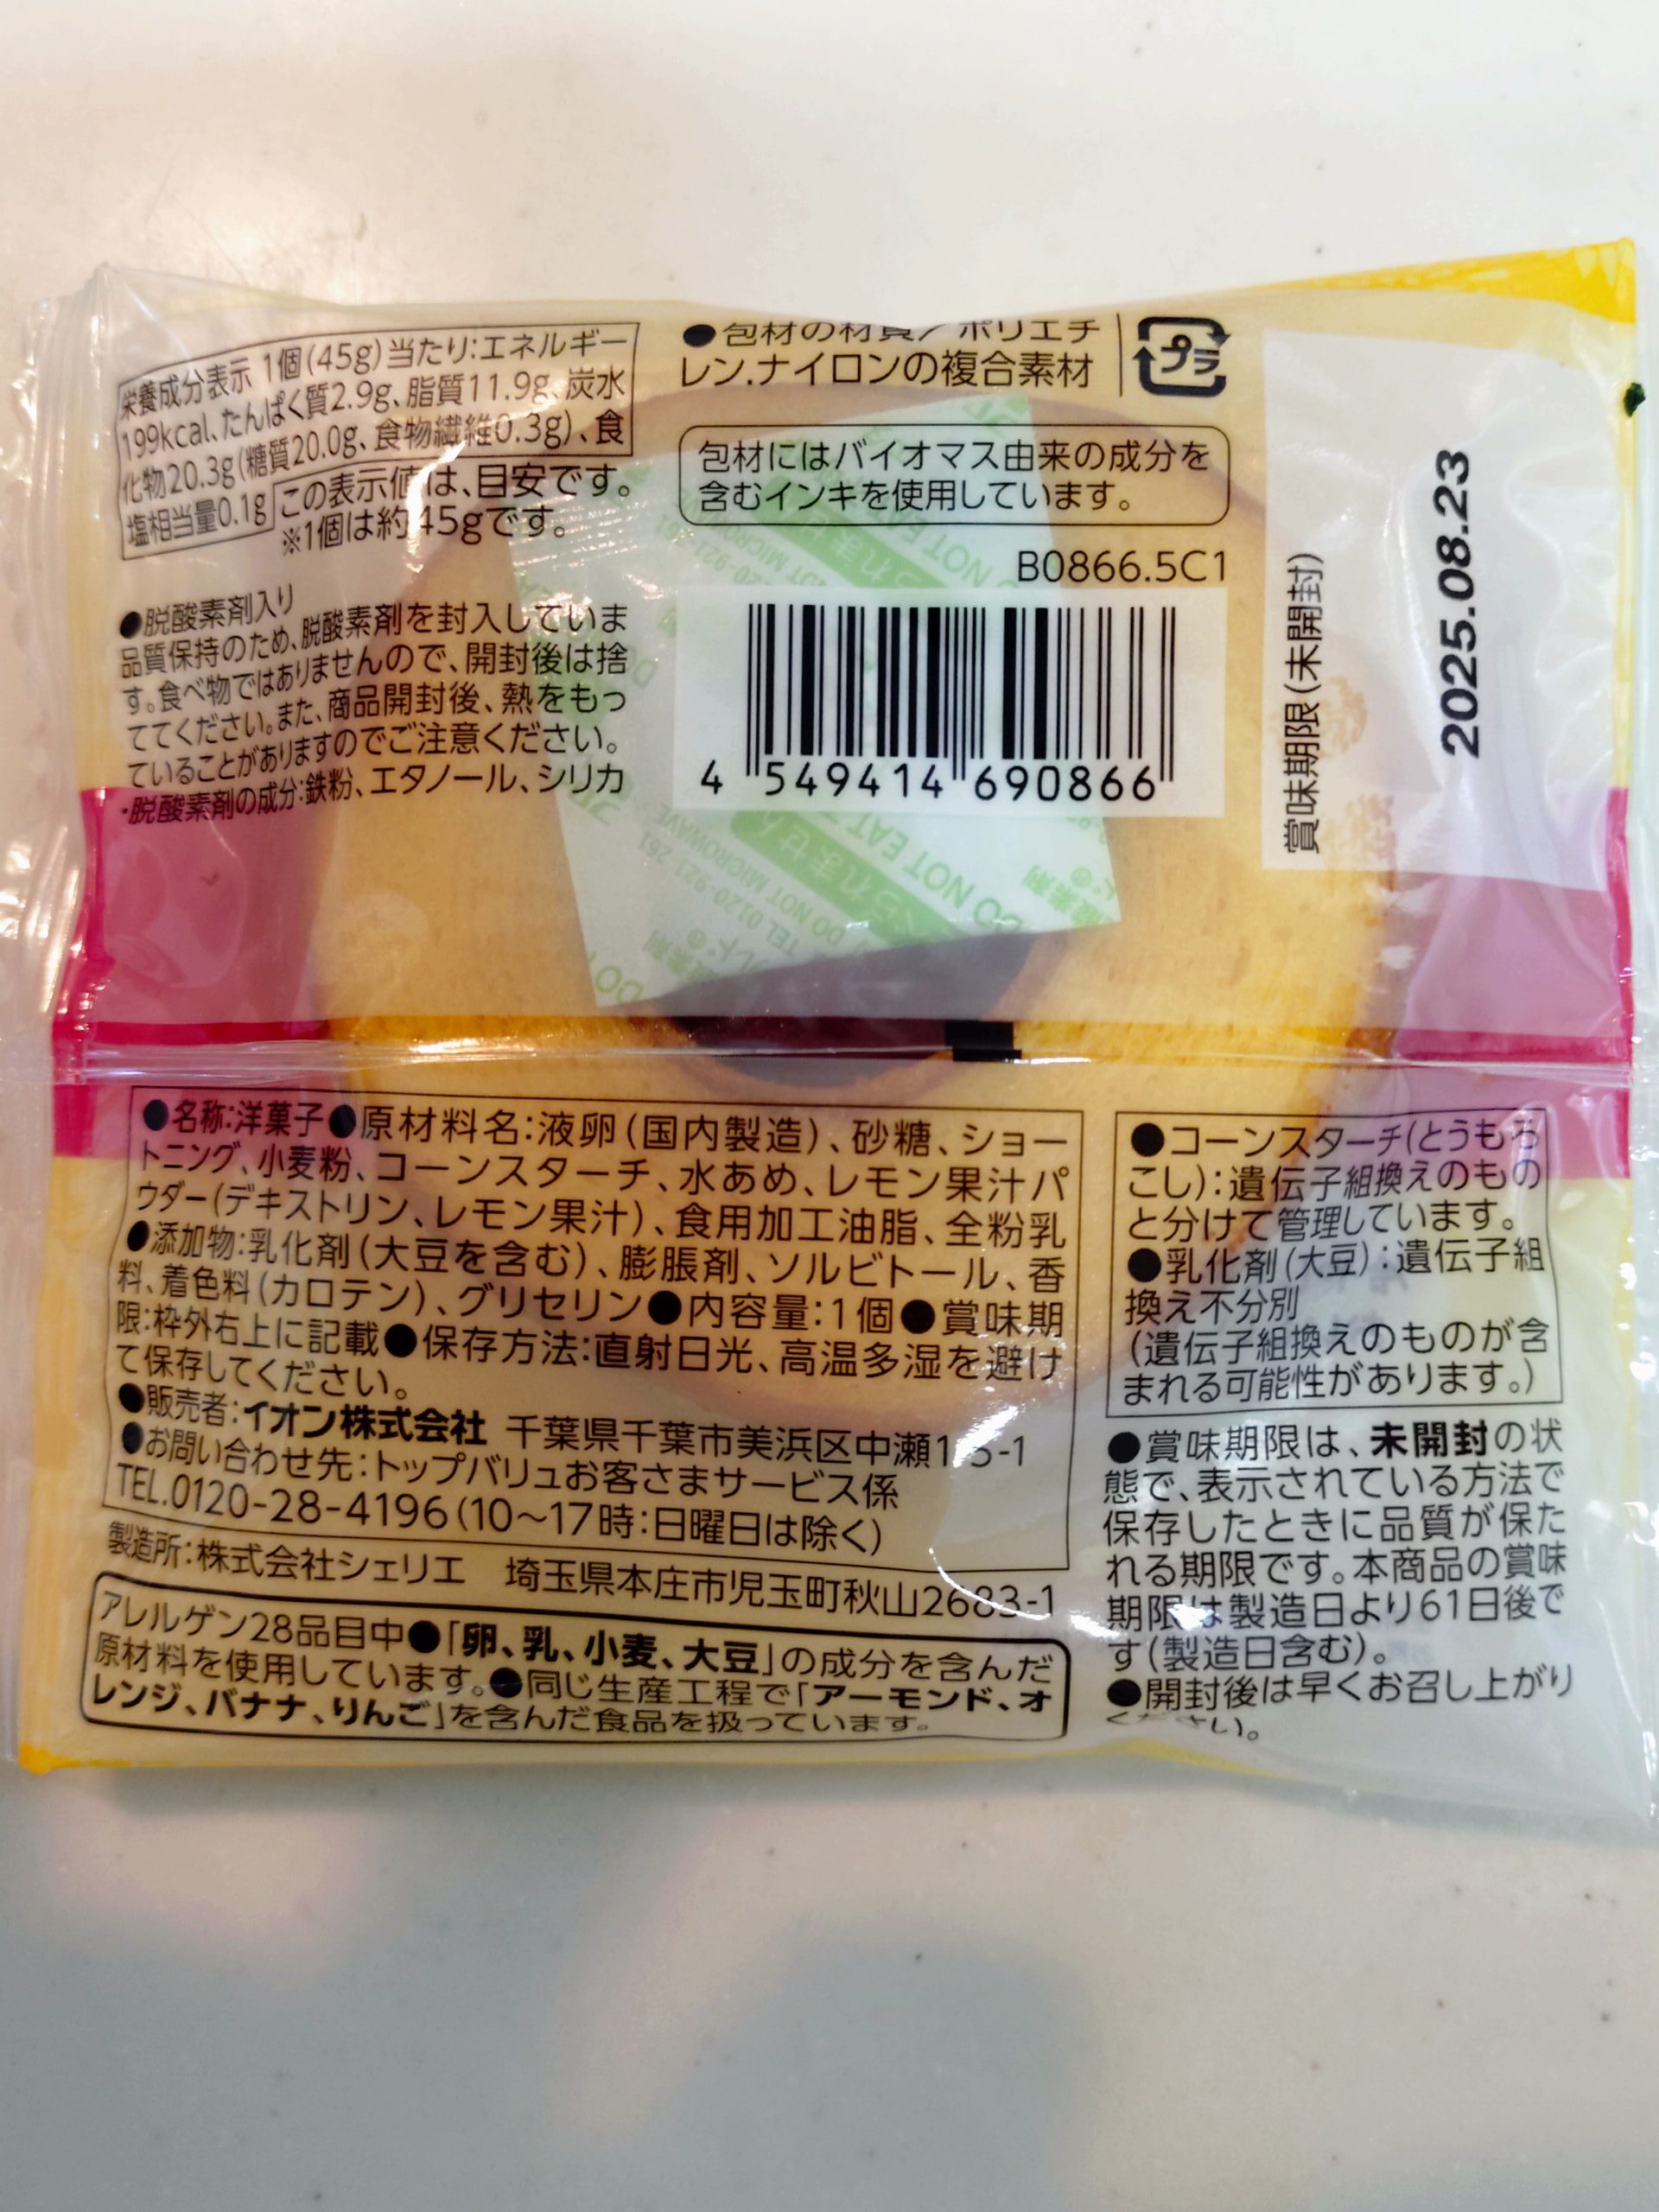 栄養成分表示 1個(45g)当たり:エネルギー
199kcal、たんぱく質2.9g、脂質11.9g、炭水
化物20.3g(糖質20.0g、食物繊維0.3g)、食
塩相当量0.1g この表示値は、目安です。
※1個は約45gです。
●脱酸素剤入り
品質保持のため、脱酸素剤を封入していま
す。食べ物ではありませんので、開封後は捨
ててください。また、商品開封後、熱をもっ
ていることがありますのでご注意ください。
・脱酸素剤の成分:鉄粉、エタノール、シリカ
●包材の材質/ポリエチ
レン.ナイロンの複合素材
プラ
包材にはバイオマス由来の成分を
含むインキを使用しています。
B0866.5C1
4 549414 690866
賞味期限(未開封)
2025.08.23
DO NOT EAT
TEL 0120-921-261
DO NOT MICROWAVE
●名称:洋菓子●原材料名:液卵(国内製造)、砂糖、ショー
トニング、小麦粉、コーンスターチ、水あめ、レモン果汁パ
ウダー(デキストリン、レモン果汁)、食用加工油脂、全粉乳
●添加物:乳化剤(大豆を含む)、膨脹剤、ソルビトール、香
料、着色料(カロテン)、グリセリン●内容量:1個●賞味期
限:枠外右上に記載●保存方法:直射日光、高温多湿を避け
て保存してください。
●販売者:イオン株式会社 千葉県千葉市美浜区中瀬1-5-1
●お問い合わせ先:トップバリュお客さまサービス係
TEL.0120-28-4196(10～17時:日曜日は除く)
製造所:株式会社シェリエ 埼玉県本庄市児玉町秋山2683-1
アレルゲン28品目中●「卵、乳、小麦、大豆」の成分を含んだ
原材料を使用しています。●同じ生産工程で「アーモンド、オ
レンジ、バナナ、りんご」を含んだ食品を扱っています。
●コーンスターチ(とうもろ
こし):遺伝子組換えのもの
と分けて管理しています。
●乳化剤(大豆):遺伝子組
換え不分別
(遺伝子組換えのものが含
まれる可能性があります。)
●賞味期限は、未開封の状
態で、表示されている方法で
保存したときに品質が保た
れる期限です。本商品の賞味
期限は製造日より61日後で
す(製造日含む)。
●開封後は早くお召し上がり
ください。